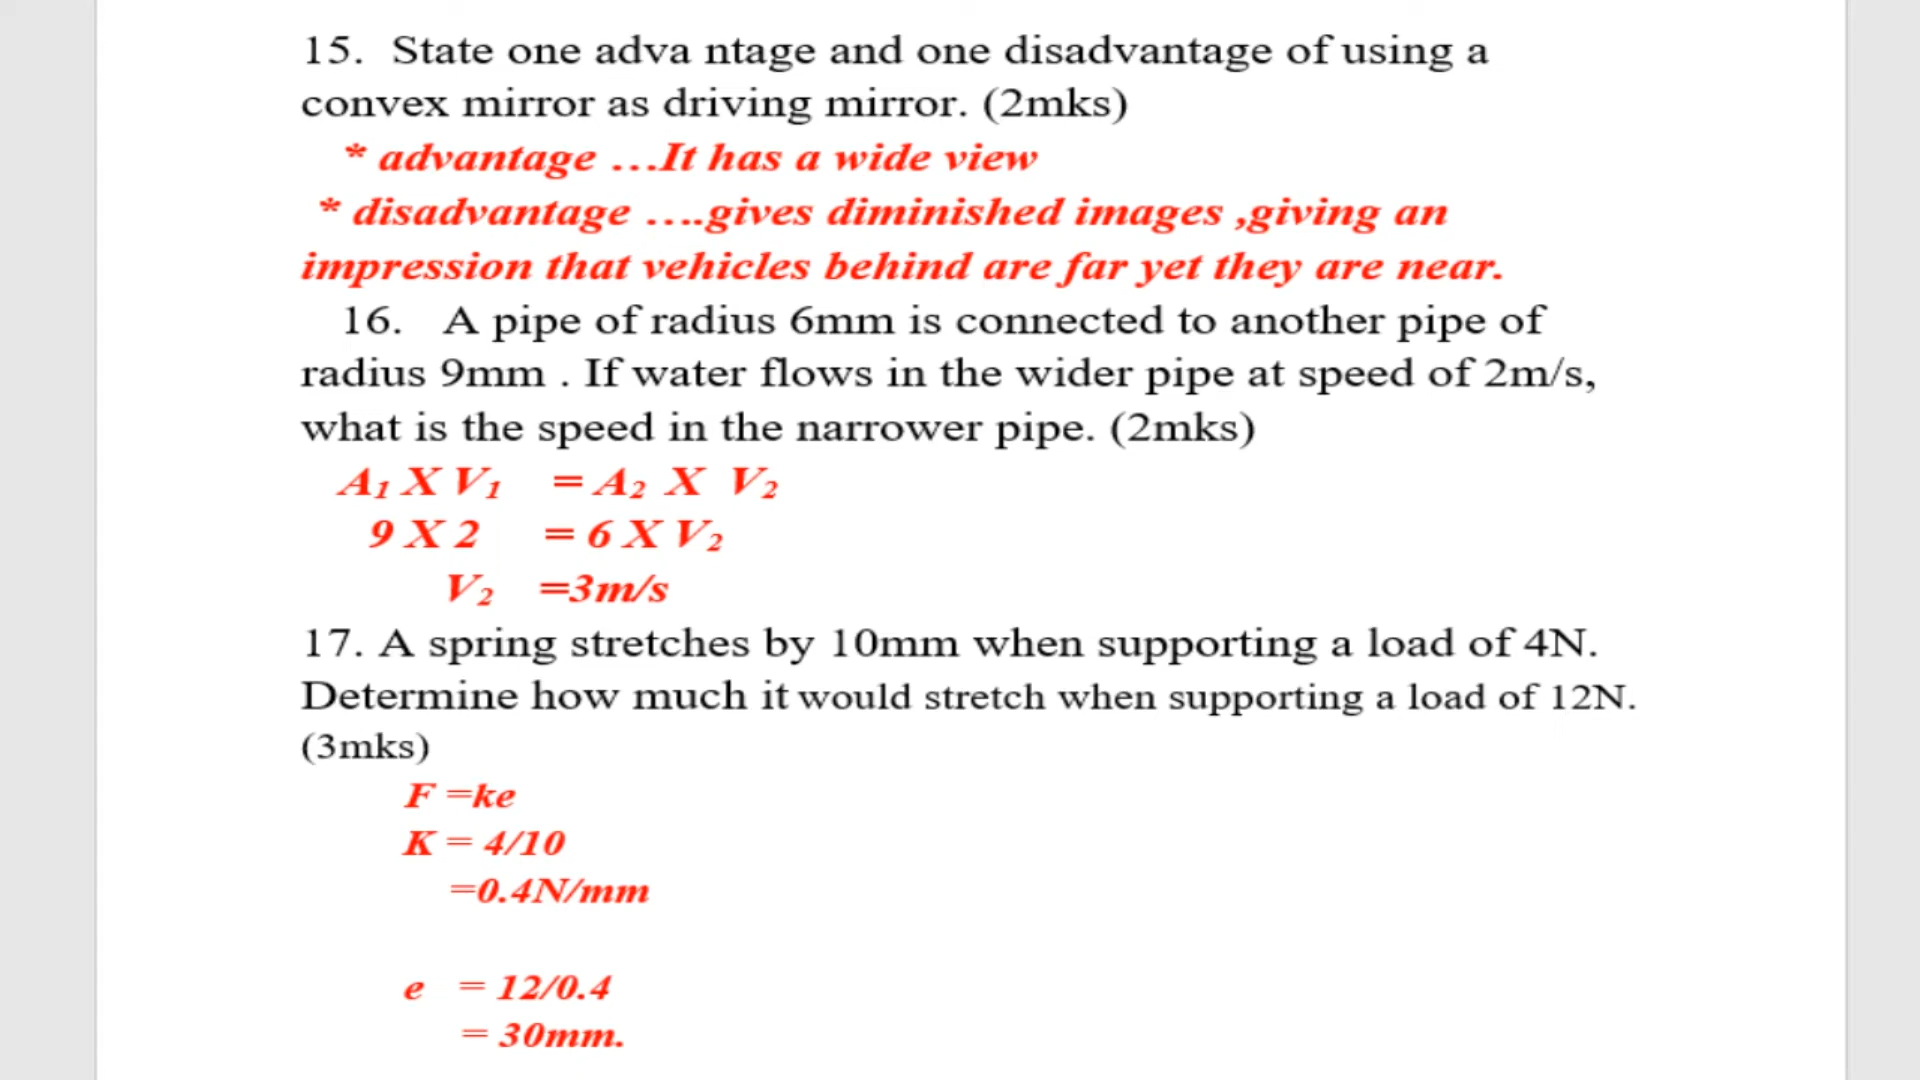 15. State one adva ntage and one disadvantage of using a
convex mirror as driving mirror. (2mks)
* advantage ...It has a wide view
* disadvantage ....gives diminished images ,giving an
impression that vehicles behind are far yet they are near.
16. A pipe of radius 6mm is connected to another pipe of
radius 9mm . If water flows in the wider pipe at speed of 2m/s,
what is the speed in the narrower pipe. (2mks)
A₁ X V₁ = A₂ X V₂
9 X 2 = 6 X V₂
V₂ =3m/s
17. A spring stretches by 10mm when supporting a load of 4N.
Determine how much it would stretch when supporting a load of 12N.
(3mks)
F =ke
K = 4/10
=0.4N/mm
e = 12/0.4
= 30mm.